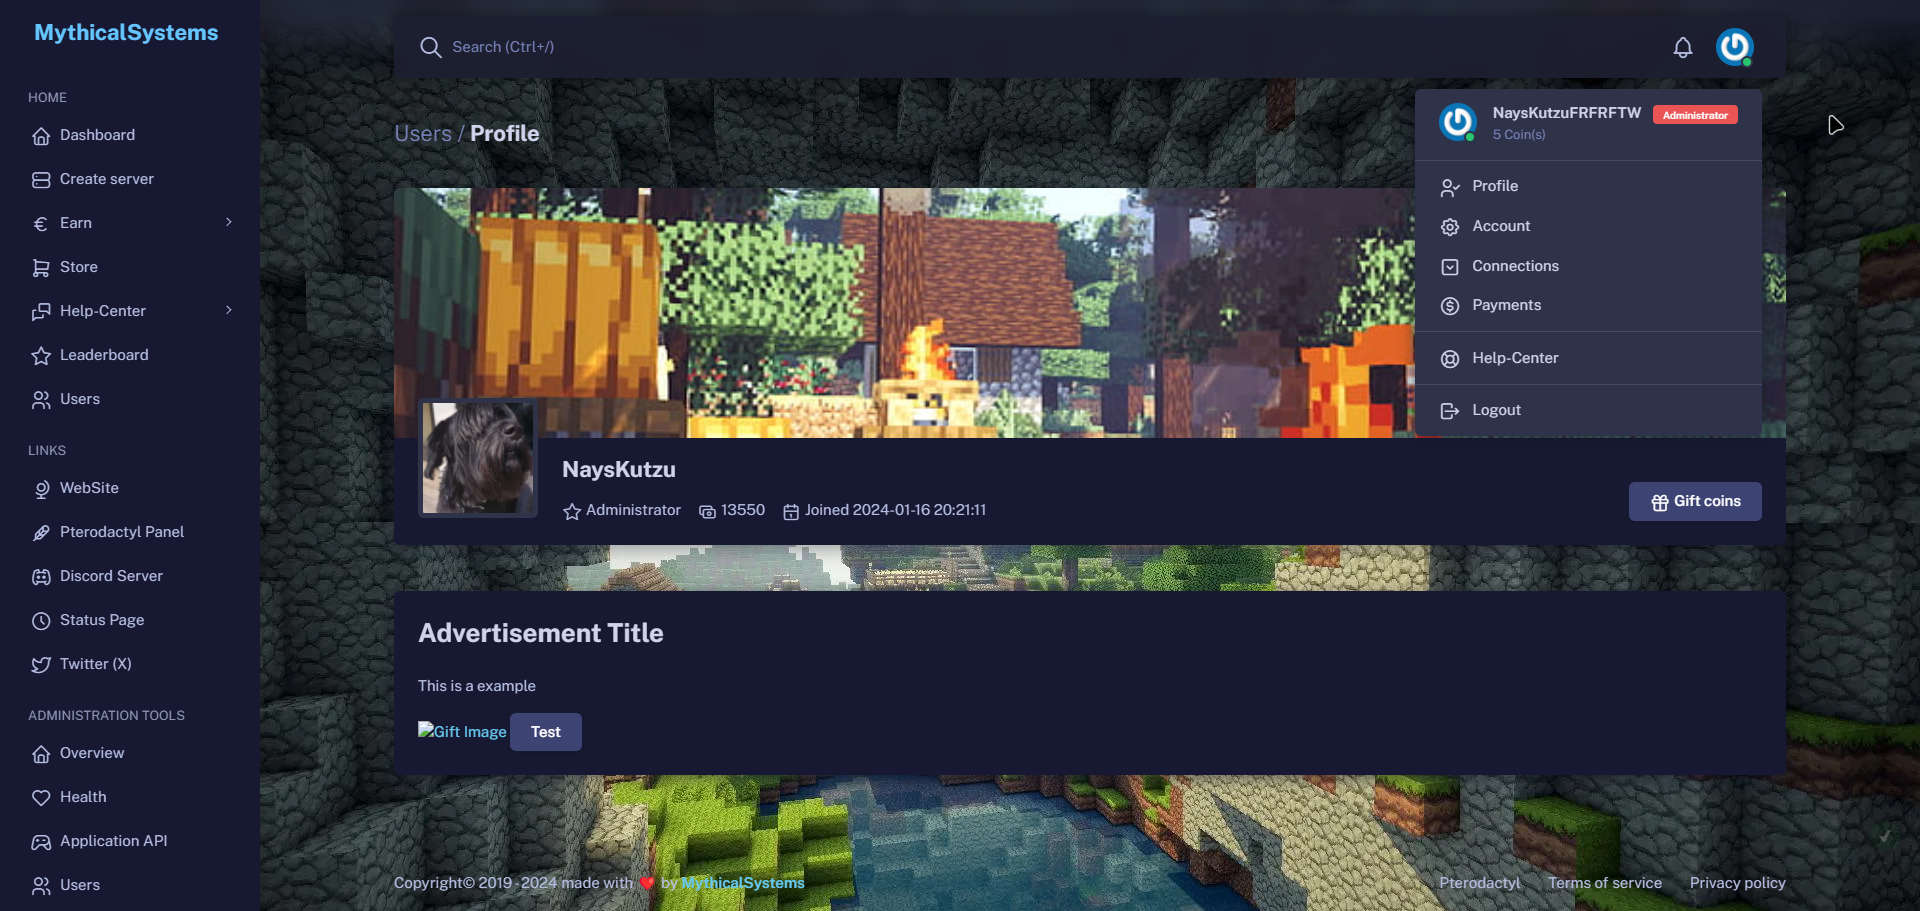 MythicalSystems
HOME
Dashboard
Create server
Earn
Store
Help-Center
Leaderboard
Users
LINKS
WebSite
Pterodactyl Panel
Discord Server
Status Page
Twitter (X)
ADMINISTRATION TOOLS
Overview
Health
Application API
Users
Search (Ctrl+/)
NaysKutzuFRFRFTW Administrator
5 Coin(s)
Profile
Account
Connections
Payments
Help-Center
Logout
Users / Profile
NaysKutzu
Administrator 13550 Joined 2024-01-16 20:21:11
Gift coins
Advertisement Title
This is a example
Gift Image Test
Copyright© 2019 - 2024 made with ❤️ by MythicalSystems
Pterodactyl Terms of service Privacy policy